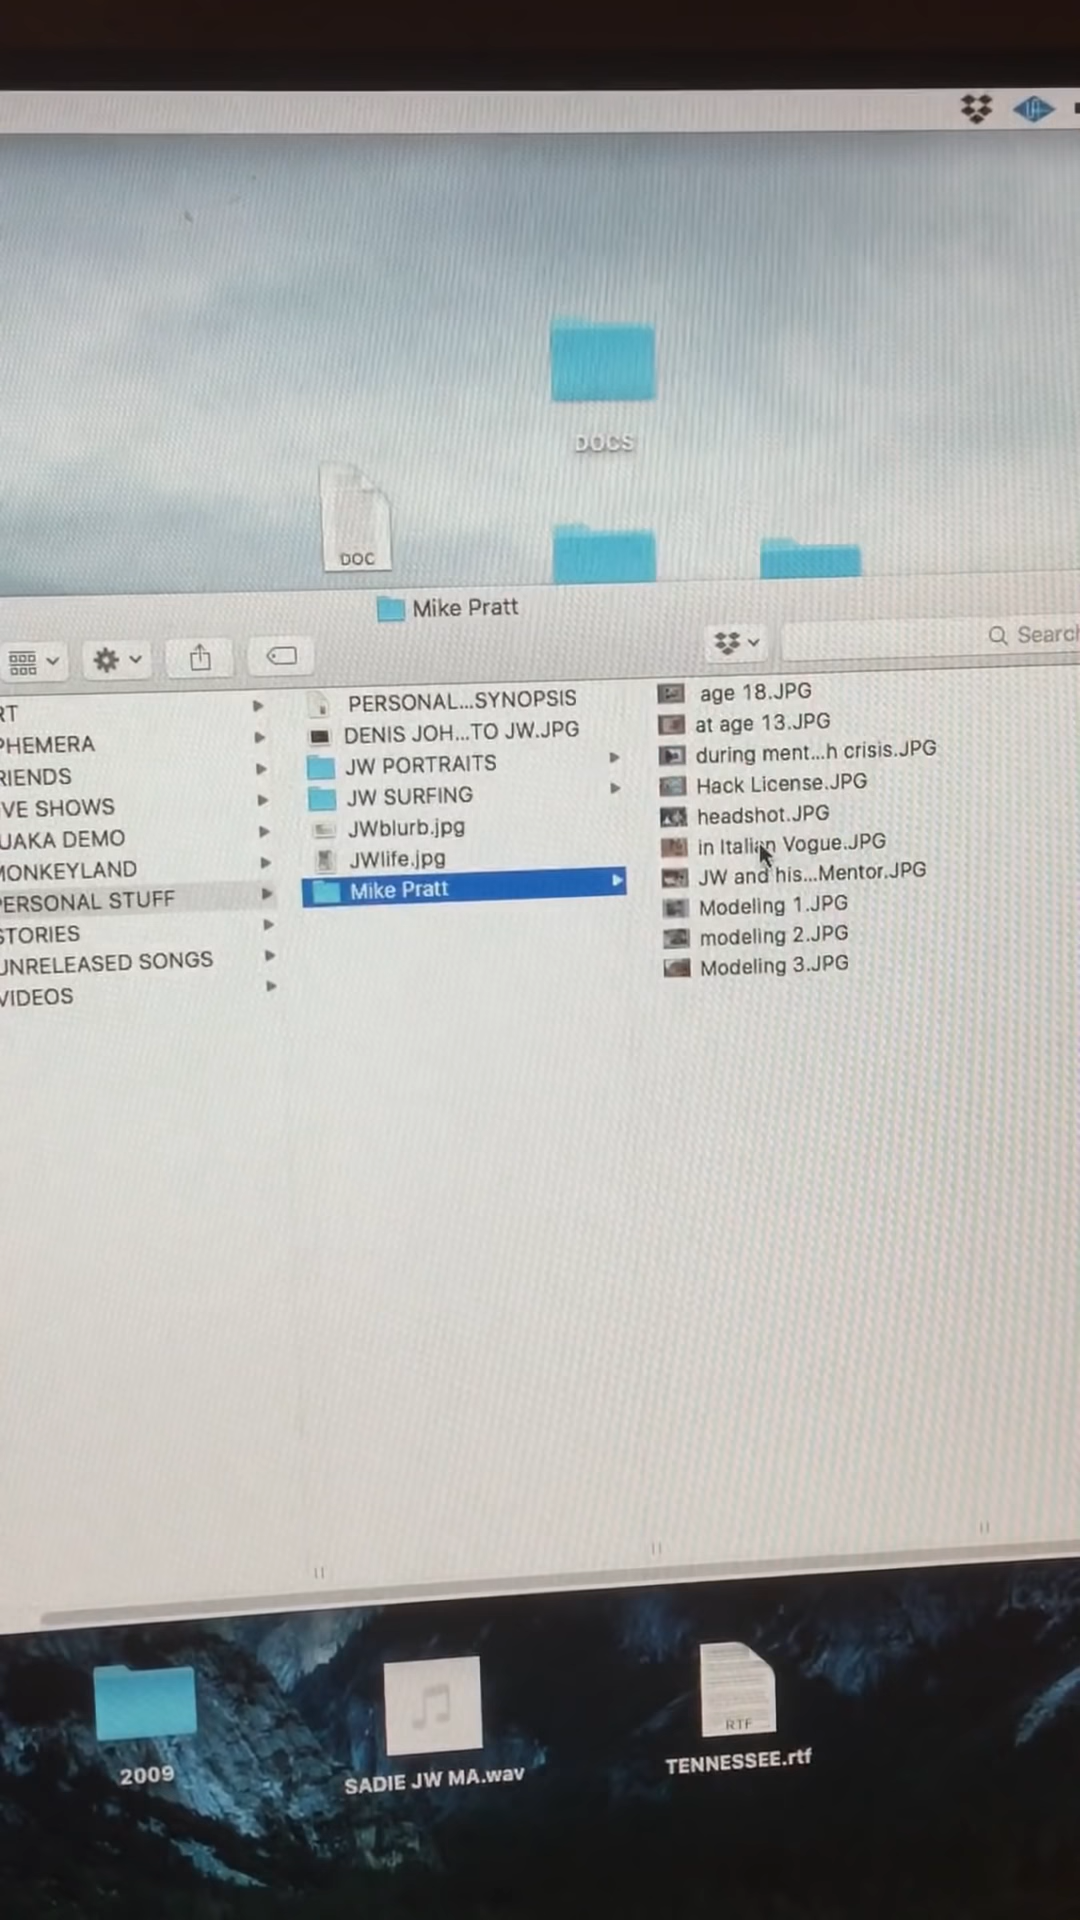 DOCS
DOC
Mike Pratt
Search
RT
PHEMERA
RIENDS
VE SHOWS
UAKA DEMO
MONKEYLAND
PERSONAL STUFF
STORIES
UNRELEASED SONGS
VIDEOS
PERSONAL...SYNOPSIS
DENIS JOH...TO JW.JPG
JW PORTRAITS
JW SURFING
JWblurb.jpg
JWlife.jpg
Mike Pratt
age 18.JPG
at age 13.JPG
during ment...h crisis.JPG
Hack License.JPG
headshot.JPG
in Italian Vogue.JPG
JW and his...Mentor.JPG
Modeling 1.JPG
modeling 2.JPG
Modeling 3.JPG
2009
SADIE JW MA.wav
RTF
TENNESSEE.rtf